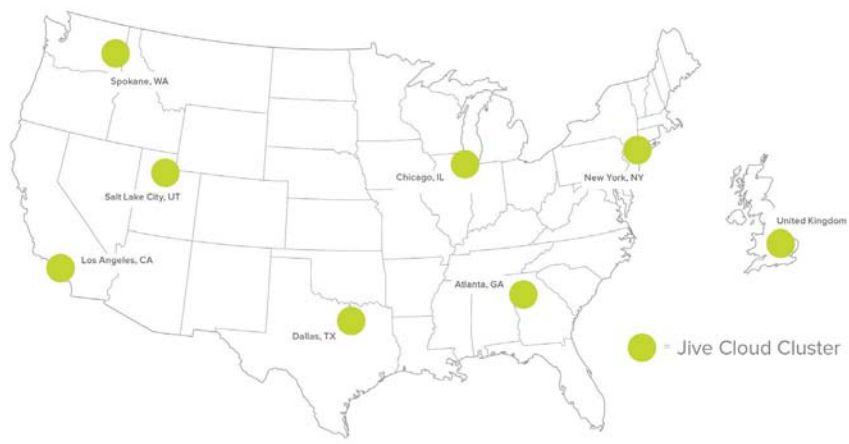 Spokane, WA
Chicago, IL
New York, NY
Salt Lake City, UT
United Kingdom
Los Angeles, CA
Atlanta, GA
Dallas, TX
= Jive Cloud Cluster